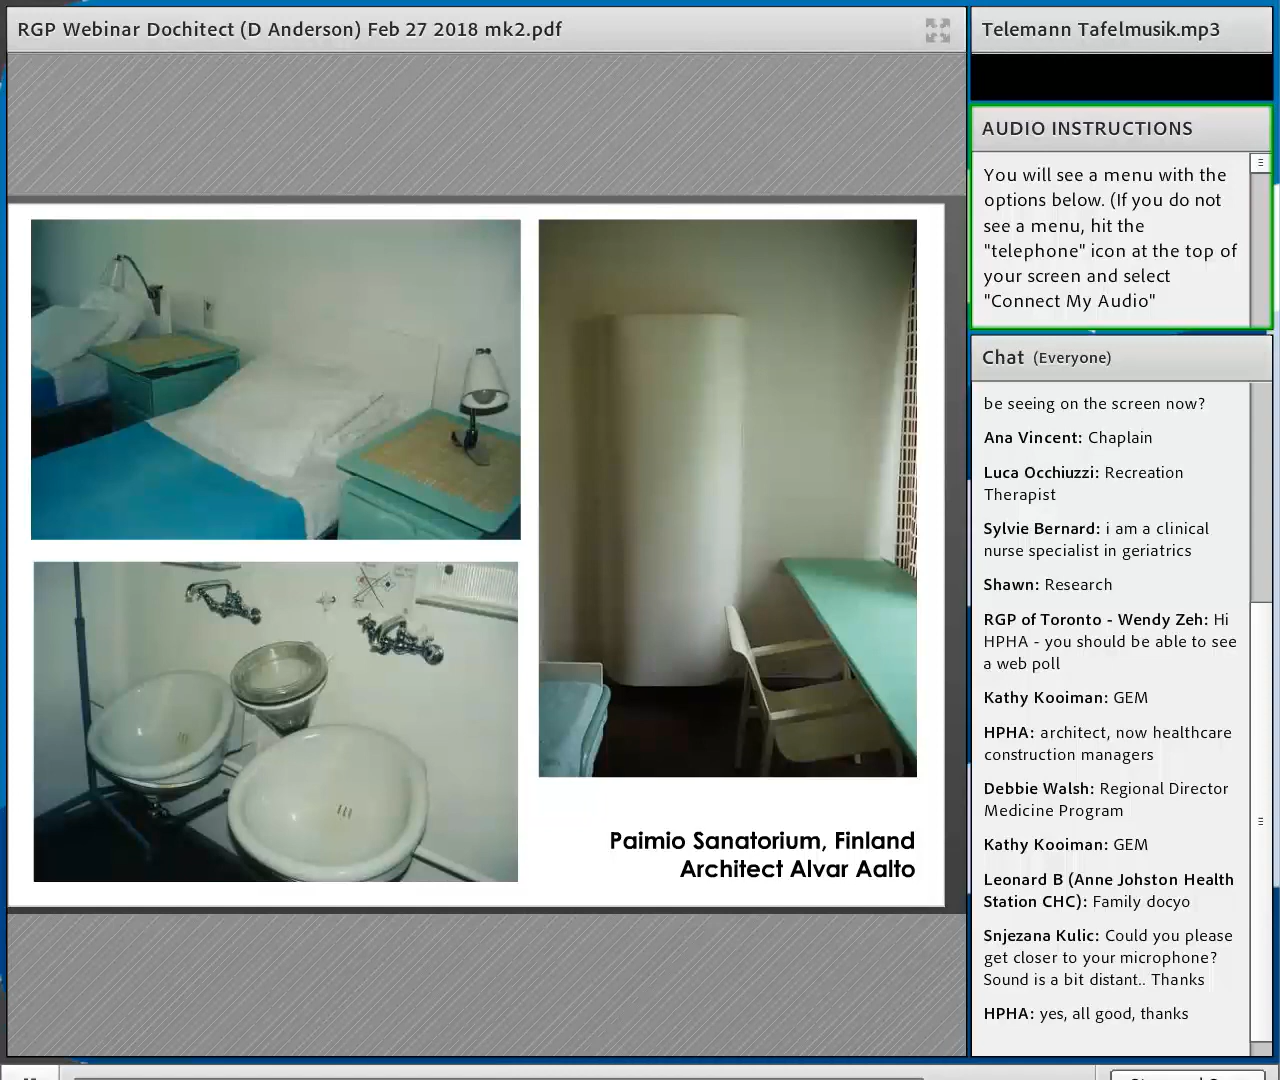 RGP Webinar Dochitect (D Anderson) Feb 27 2018 mk2.pdf
Paimio Sanatorium, Finland
Architect Alvar Aalto
Telemann Tafelmusik.mp3
AUDIO INSTRUCTIONS
You will see a menu with the
options below. (If you do not
see a menu, hit the
"telephone" icon at the top of
your screen and select
"Connect My Audio"
Chat (Everyone)
be seeing on the screen now?
Ana Vincent: Chaplain
Luca Occhiuzzi: Recreation
Therapist
Sylvie Bernard: i am a clinical
nurse specialist in geriatrics
Shawn: Research
RGP of Toronto - Wendy Zeh: Hi
HPHA - you should be able to see
a web poll
Kathy Kooiman: GEM
HPHA: architect, now healthcare
construction managers
Debbie Walsh: Regional Director
Medicine Program
Kathy Kooiman: GEM
Leonard B (Anne Johston Health
Station CHC): Family docyo
Snjezana Kulic: Could you please
get closer to your microphone?
Sound is a bit distant.. Thanks
HPHA: yes, all good, thanks